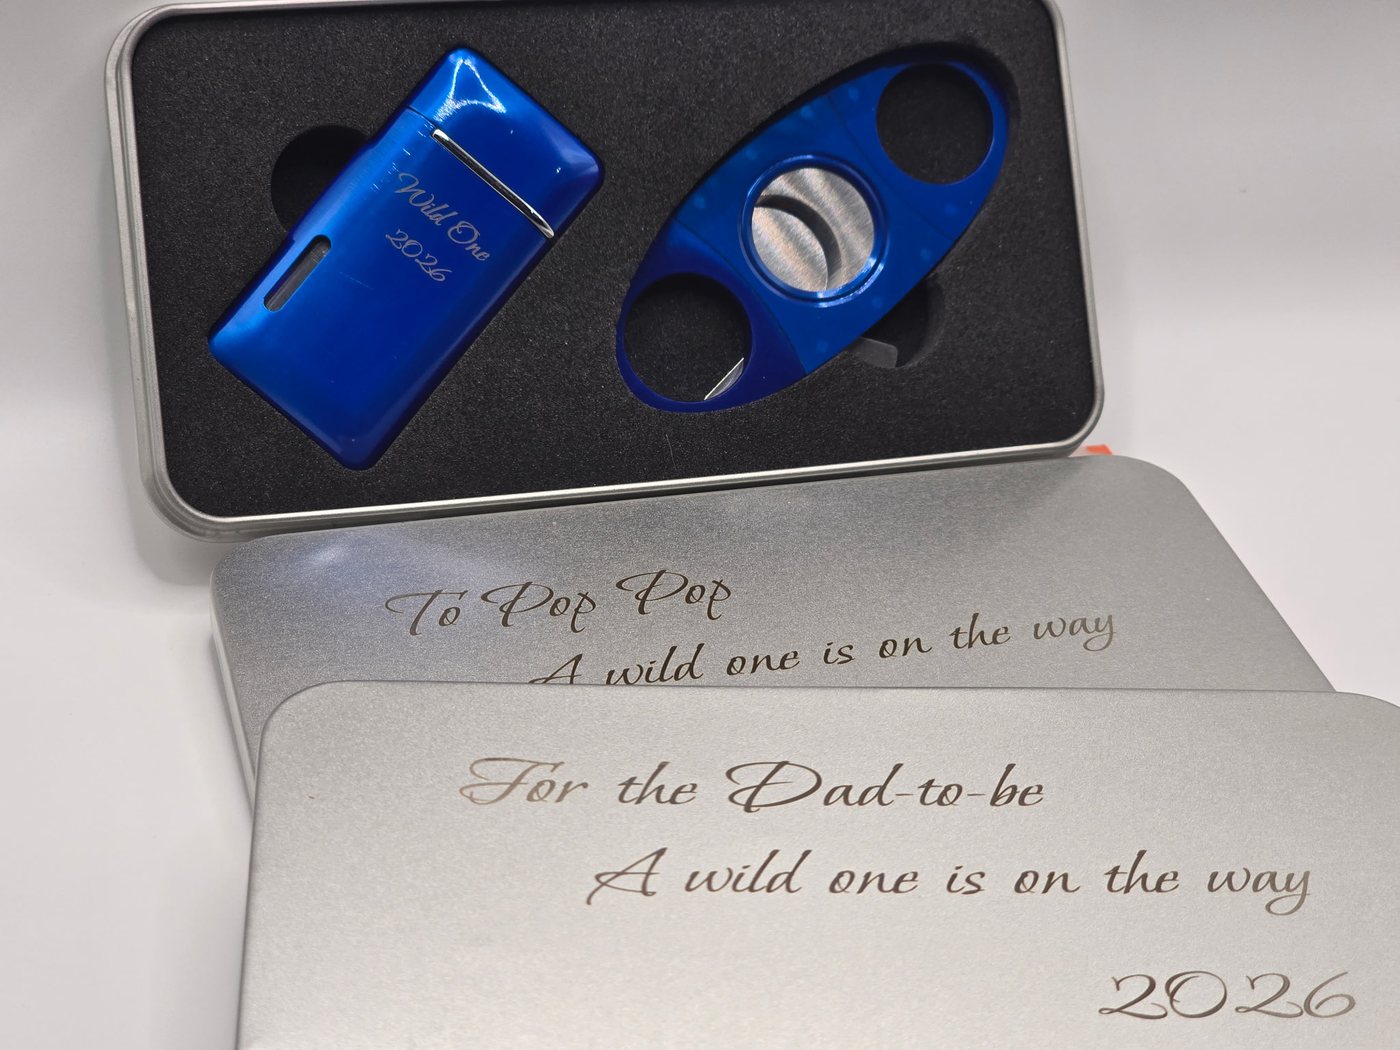 Wild One
2026
To Pop Pop
A wild one is on the way
For the Dad-to-be
A wild one is on the way
2026